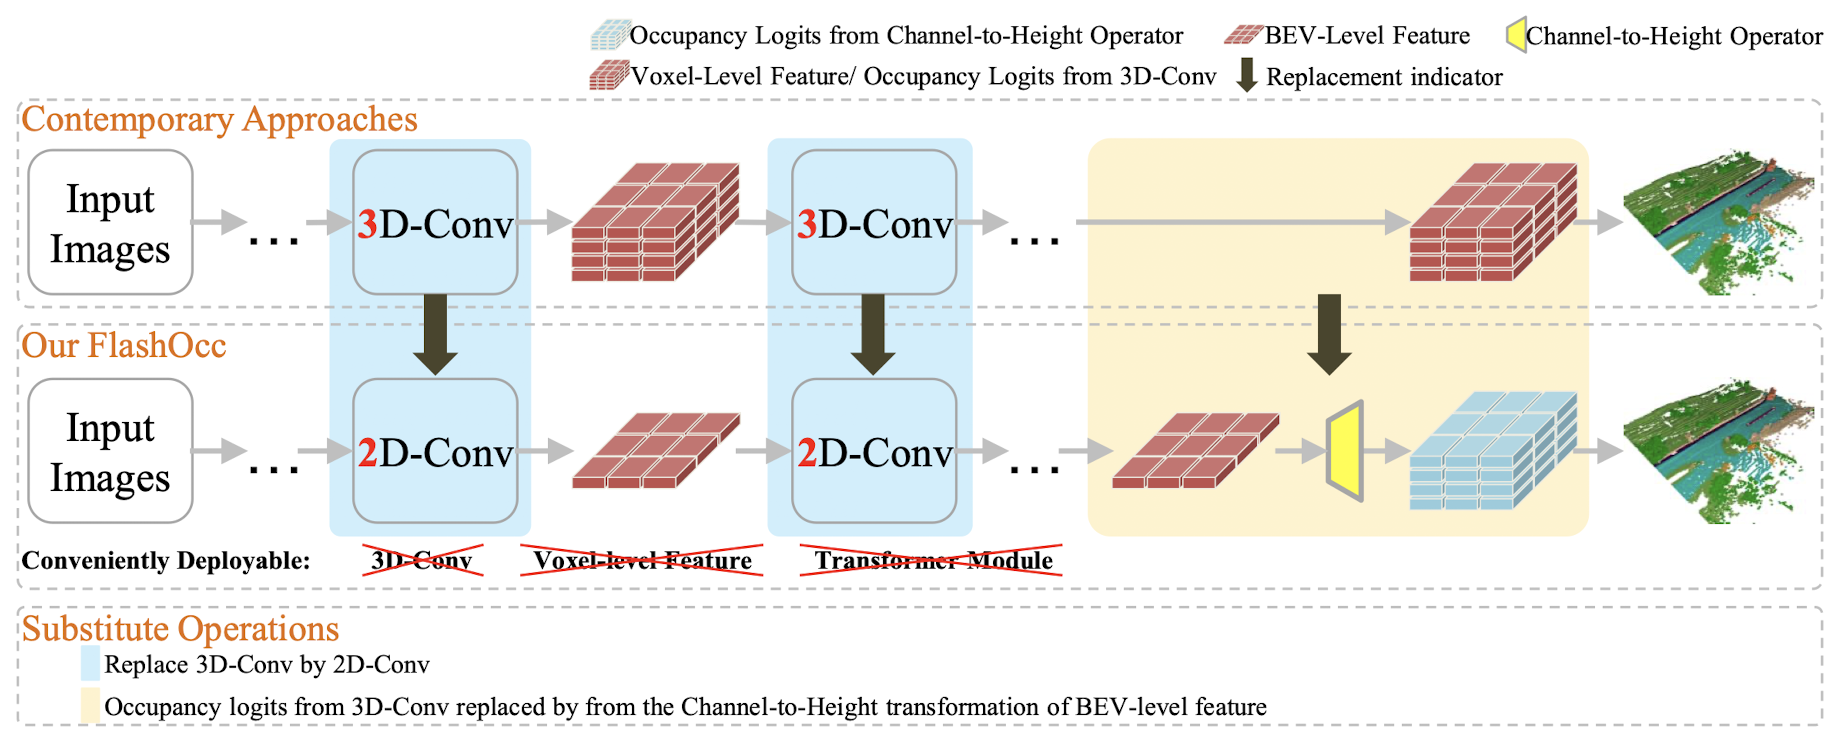 Occupancy Logits from Channel-to-Height Operator
BEV-Level Feature
Channel-to-Height Operator
Voxel-Level Feature/ Occupancy Logits from 3D-Conv
Replacement indicator
Contemporary Approaches
Input
Images
...
3D-Conv
3D-Conv
...
Our FlashOcc
Input
Images
...
2D-Conv
2D-Conv
...
Conveniently Deployable:
3D-Conv
Voxel-level Feature
Transformer Module
Substitute Operations
Replace 3D-Conv by 2D-Conv
Occupancy logits from 3D-Conv replaced by from the Channel-to-Height transformation of BEV-level feature